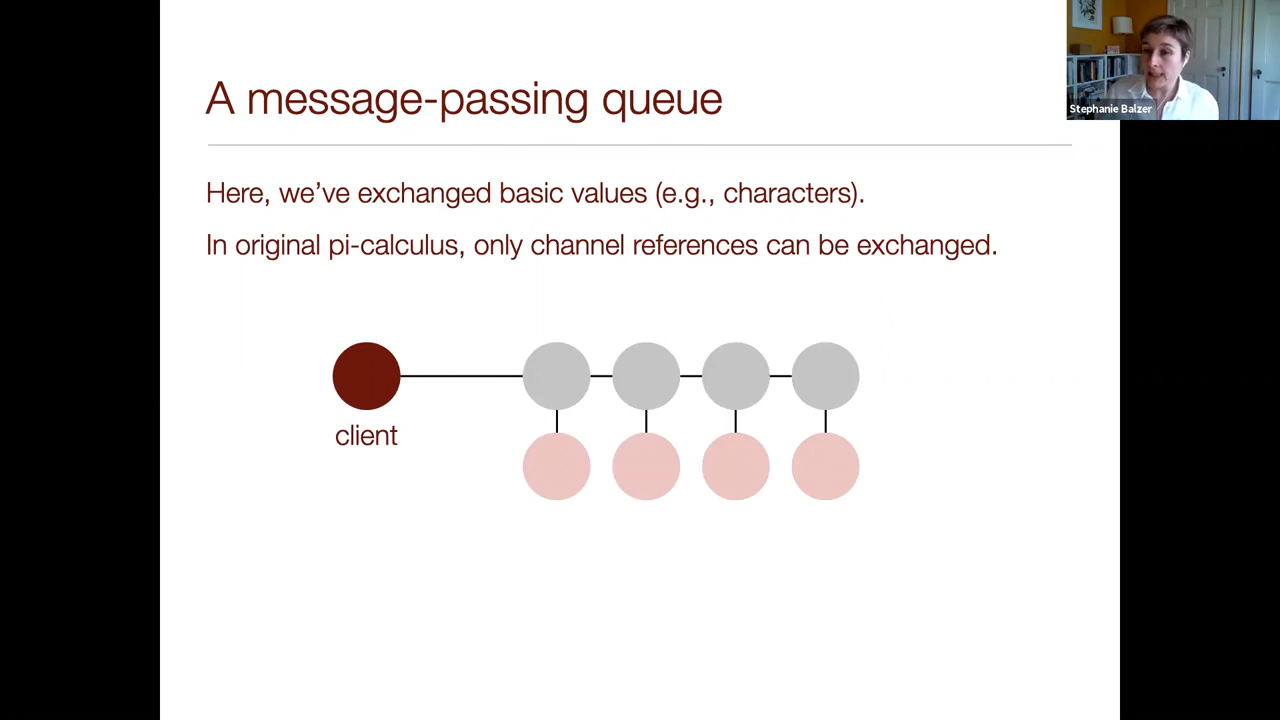 A message-passing queue
Here, we’ve exchanged basic values (e.g., characters).
In original pi-calculus, only channel references can be exchanged.
client
Stephanie Balzer